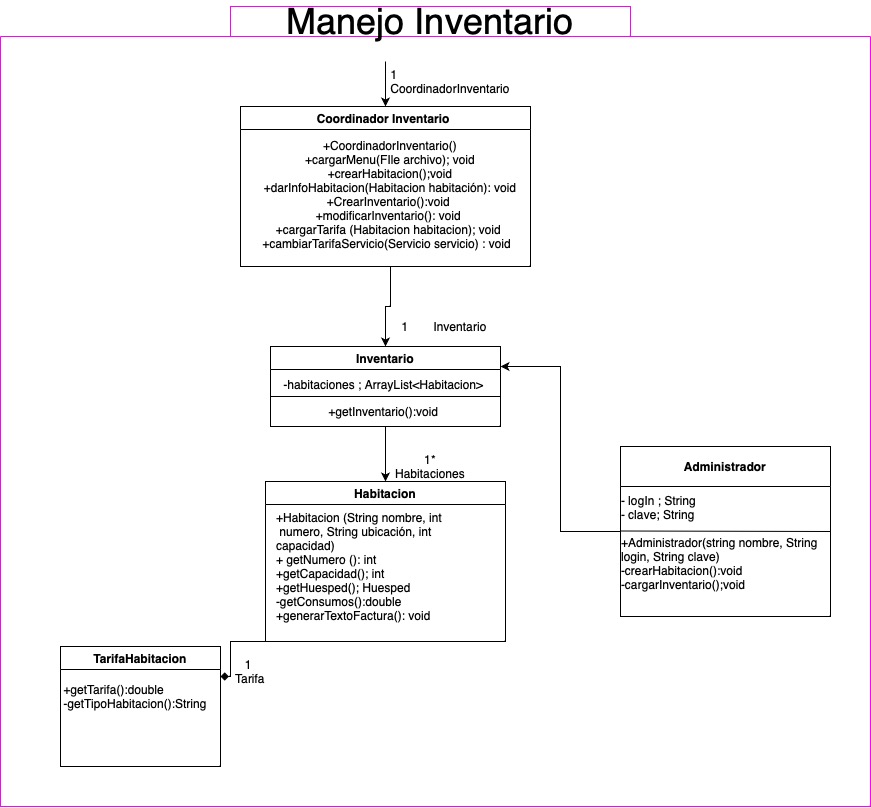 Manejo Inventario
1
CoordinadorInventario
Coordinador Inventario
+CoordinadorInventario()
+cargarMenu(FIle archivo); void
+crearHabitacion();void
+darInfoHabitacion(Habitacion habitación): void
+CrearInventario():void
+modificarInventario(): void
+cargarTarifa (Habitacion habitacion); void
+cambiarTarifaServicio(Servicio servicio) : void
1 Inventario
Inventario
-habitaciones ; ArrayList<Habitacion>
+getInventario():void
1*
Habitaciones
Habitacion
+Habitacion (String nombre, int
numero, String ubicación, int
capacidad)
+ getNumero (): int
+getCapacidad(); int
+getHuesped(); Huesped
-getConsumos():double
+generarTextoFactura(): void
Administrador
- logIn ; String
- clave; String
+Administrador(string nombre, String
login, String clave)
-crearHabitacion():void
-cargarInventario();void
1
Tarifa
TarifaHabitacion
+getTarifa():double
-getTipoHabitacion():String